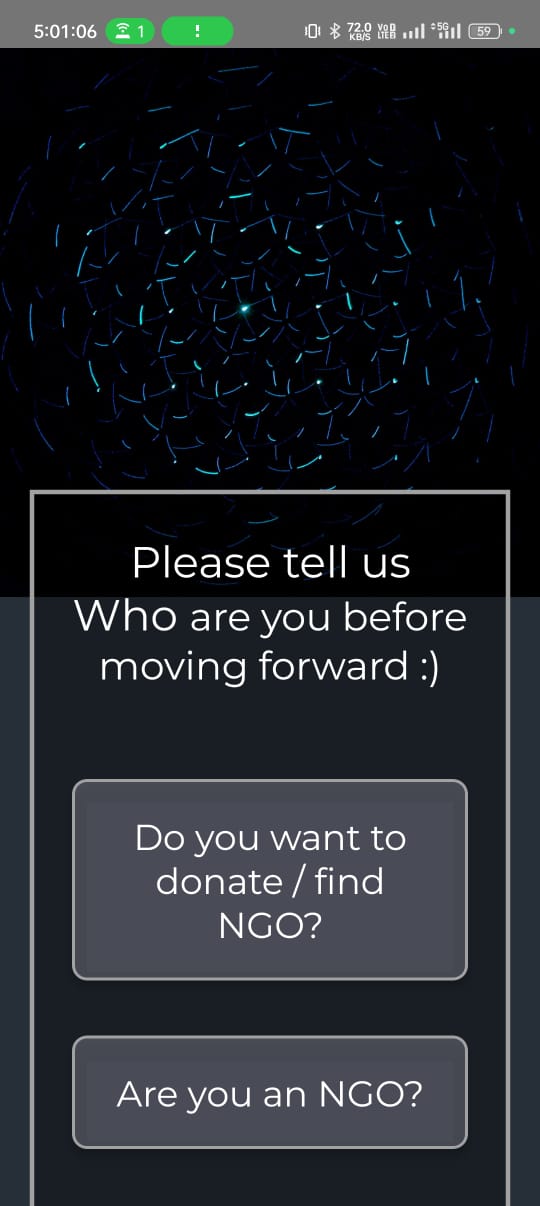 5:01:06 1 ! 72.0 KB/S Vo LTE 5G 59
Please tell us
Who are you before
moving forward :)
Do you want to
donate / find
NGO?
Are you an NGO?